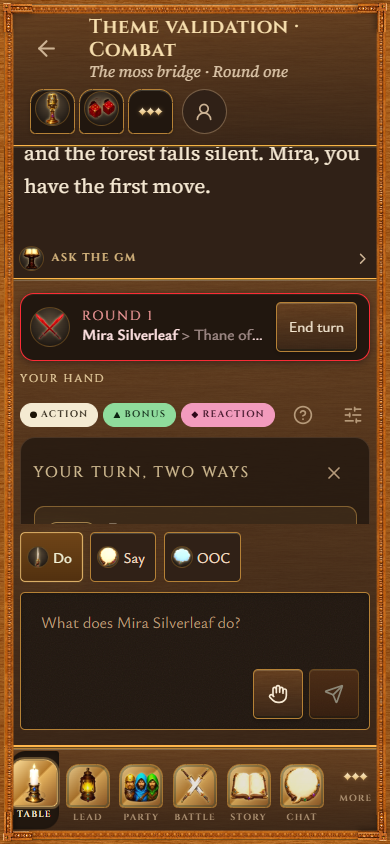 THEME VALIDATION ·
COMBAT
The moss bridge · Round one
and the forest falls silent. Mira, you
have the first move.
ASK THE GM
ROUND 1
Mira Silverleaf > Thane of...
End turn
YOUR HAND
ACTION
BONUS
REACTION
YOUR TURN, TWO WAYS
Do
Say
OOC
What does Mira Silverleaf do?
TABLE
LEAD
PARTY
BATTLE
STORY
CHAT
MORE